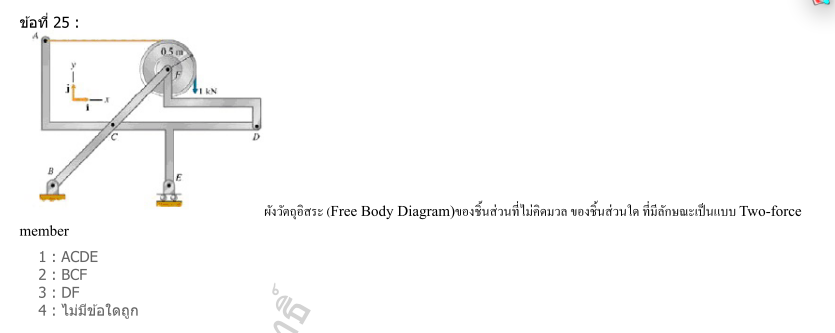 ข้อที่ 25 :
A
0.5 m
y
F
j
1 kN
x
i
C
D
B
E
ผังวัตถุอิสระ (Free Body Diagram)ของชิ้นส่วนที่ไม่คิดมวล ของชิ้นส่วนใด ที่มีลักษณะเป็นแบบ Two-force
member
1 : ACDE
2 : BCF
3 : DF
4 : ไม่มีข้อใดถูก